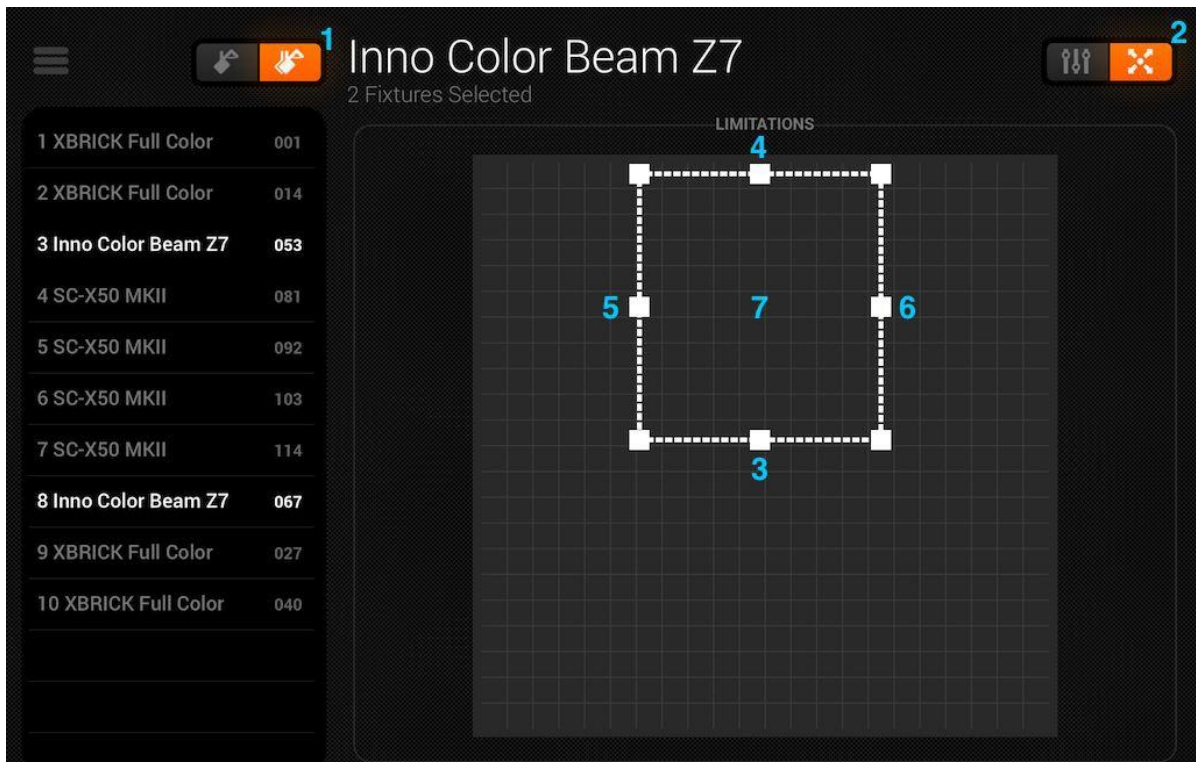 1
2
Inno Color Beam Z7
2 Fixtures Selected
LIMITATIONS
1 XBRICK Full Color 001
2 XBRICK Full Color 014
3 Inno Color Beam Z7 053
4 SC-X50 MKII 081
5 SC-X50 MKII 092
6 SC-X50 MKII 103
7 SC-X50 MKII 114
8 Inno Color Beam Z7 067
9 XBRICK Full Color 027
10 XBRICK Full Color 040
4
5
7
6
3